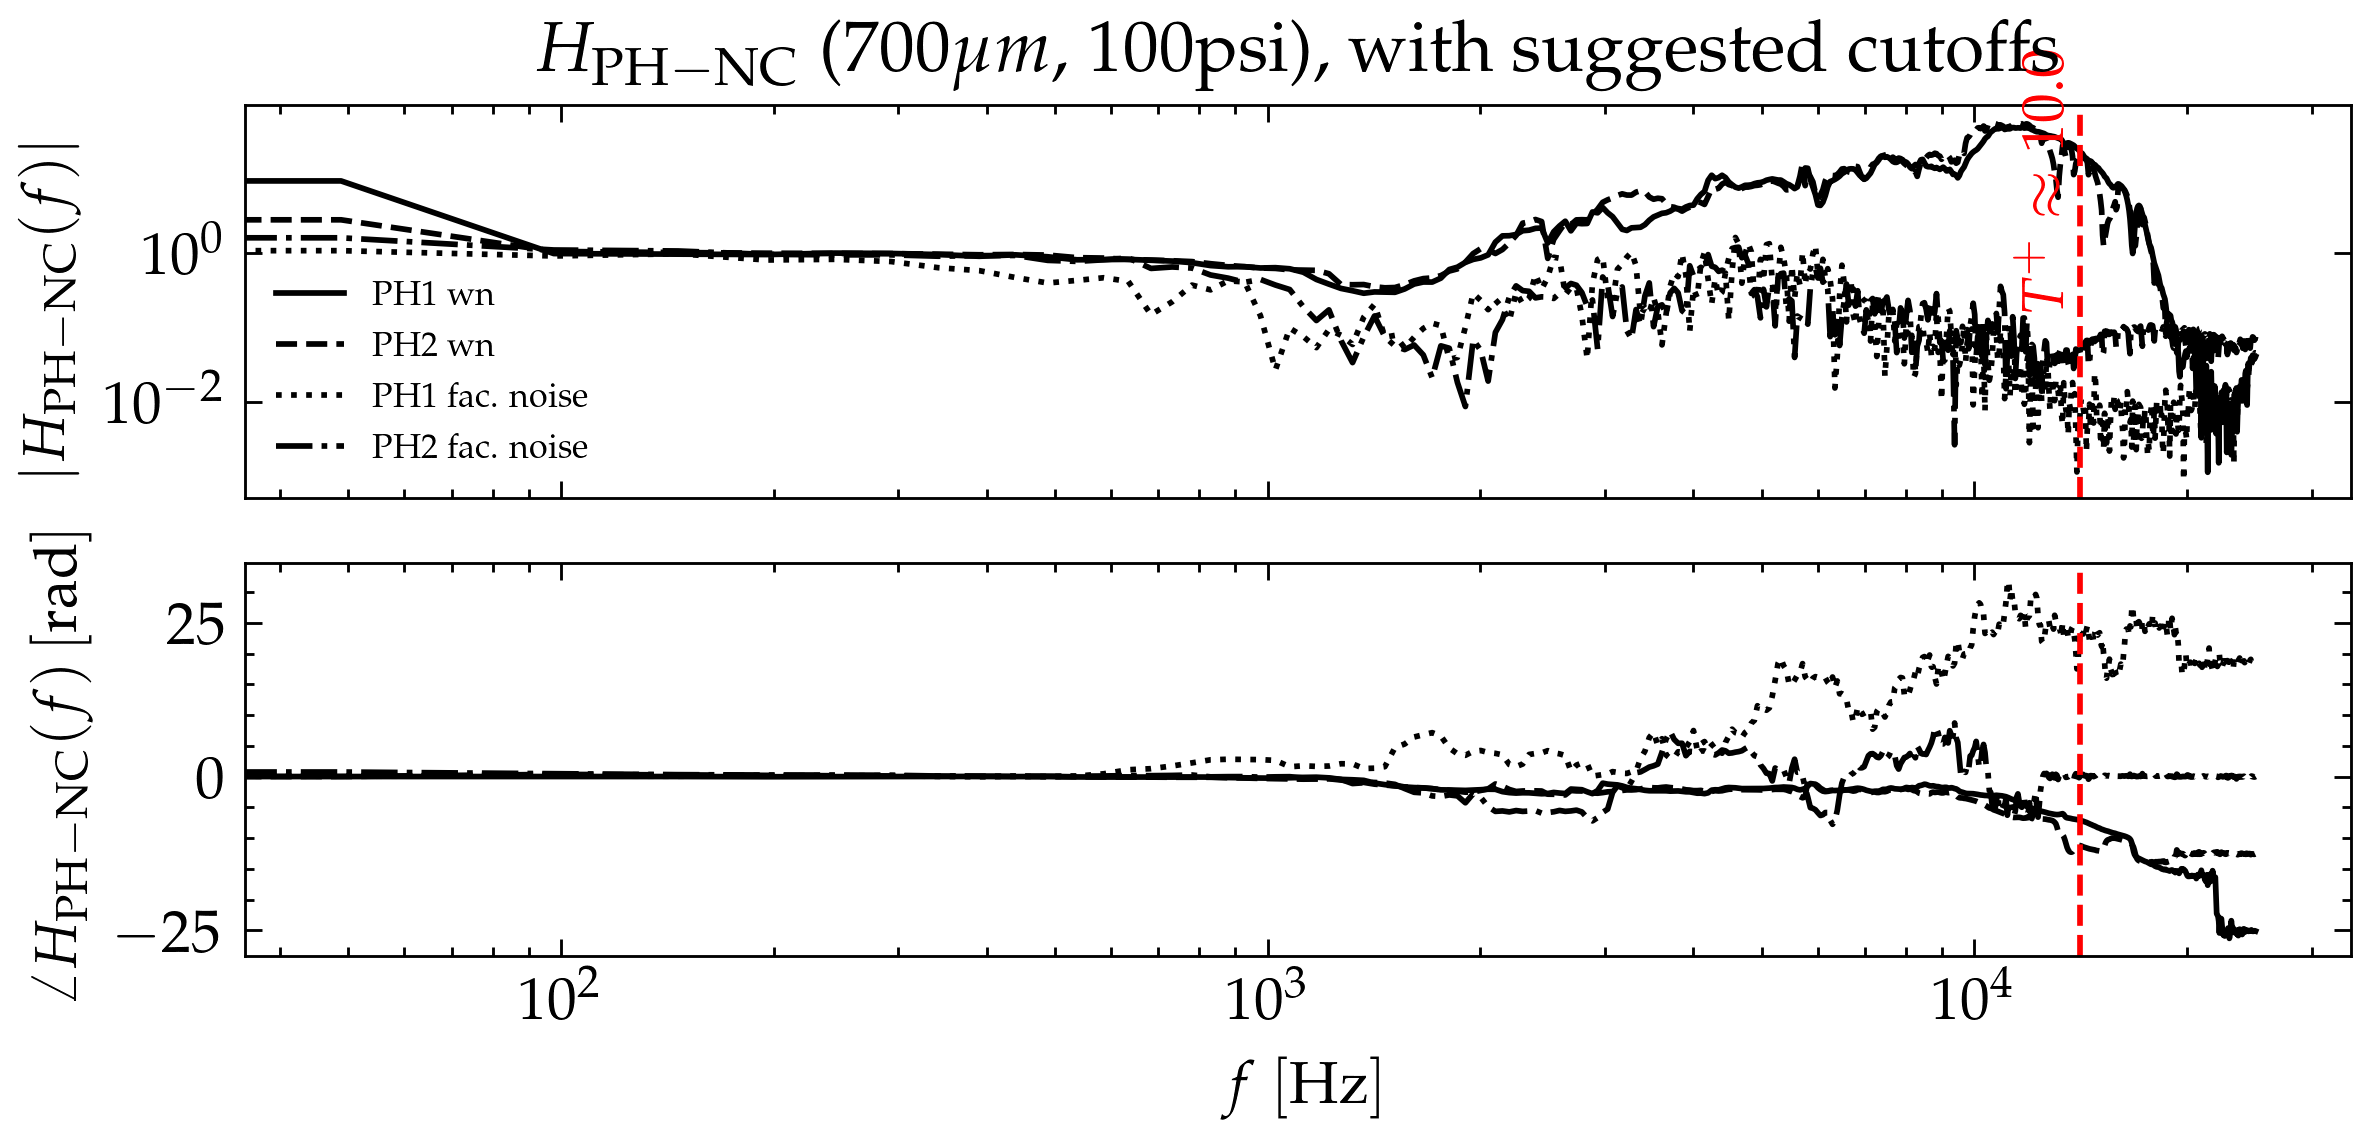 H_PH−NC (700μm, 100psi), with suggested cutoffs
|H_PH−NC(f)|
10^0
10^−2
PH1 wn
PH2 wn
PH1 fac. noise
PH2 fac. noise
T^+ ≈ 10.0
∠H_PH−NC(f) [rad]
25
0
−25
10^2
10^3
10^4
f [Hz]